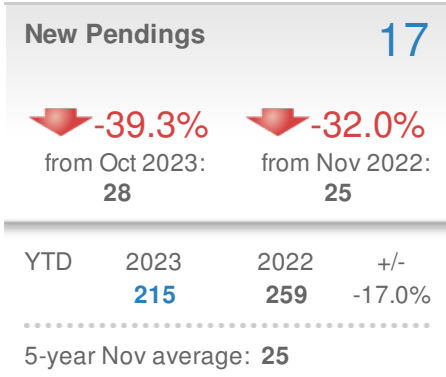 New Pendings 17
-39.3% -32.0%
from Oct 2023: from Nov 2022:
28 25
YTD 2023 2022 +/-
215 259 -17.0%
5-year Nov average: 25